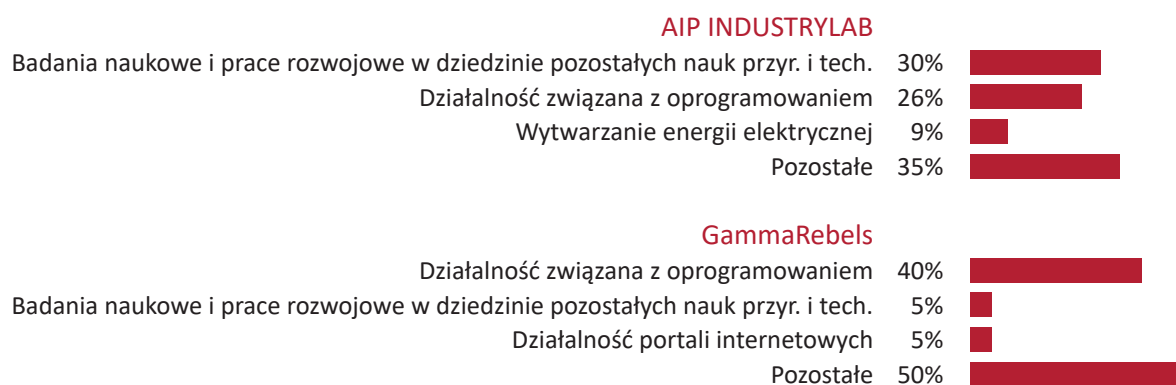 AIP INDUSTRYLAB
Badania naukowe i prace rozwojowe w dziedzinie pozostałych nauk przyr. i tech. 30%
Działalność związana z oprogramowaniem 26%
Wytwarzanie energii elektrycznej 9%
Pozostałe 35%
GammaRebels
Działalność związana z oprogramowaniem 40%
Badania naukowe i prace rozwojowe w dziedzinie pozostałych nauk przyr. i tech. 5%
Działalność portali internetowych 5%
Pozostałe 50%